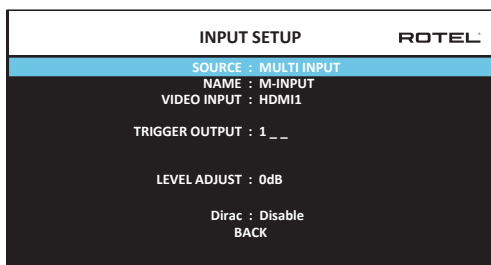 INPUT SETUP ROTEL
SOURCE : MULTI INPUT
NAME : M-INPUT
VIDEO INPUT : HDMI1
TRIGGER OUTPUT : 1 _ _
LEVEL ADJUST : 0dB
Dirac : Disable
BACK